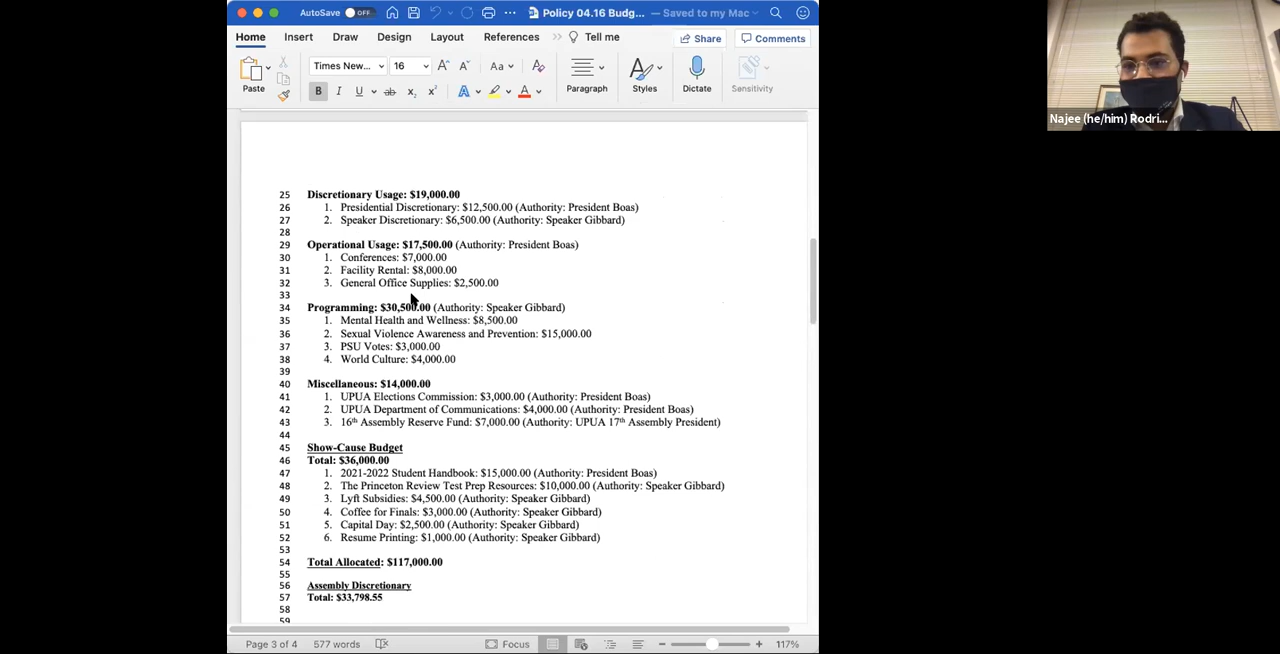 AutoSave OFF Policy 04.16 Budg... — Saved to my Mac
Home Insert Draw Design Layout References Tell me Share Comments
Paste Times New... 16 Paragraph Styles Dictate Sensitivity
25 Discretionary Usage: $19,000.00
26 1. Presidential Discretionary: $12,500.00 (Authority: President Boas)
27 2. Speaker Discretionary: $6,500.00 (Authority: Speaker Gibbard)
28
29 Operational Usage: $17,500.00 (Authority: President Boas)
30 1. Conferences: $7,000.00
31 2. Facility Rental: $8,000.00
32 3. General Office Supplies: $2,500.00
33
34 Programming: $30,500.00 (Authority: Speaker Gibbard)
35 1. Mental Health and Wellness: $8,500.00
36 2. Sexual Violence Awareness and Prevention: $15,000.00
37 3. PSU Votes: $3,000.00
38 4. World Culture: $4,000.00
39
40 Miscellaneous: $14,000.00
41 1. UPUA Elections Commission: $3,000.00 (Authority: President Boas)
42 2. UPUA Department of Communications: $4,000.00 (Authority: President Boas)
43 3. 16th Assembly Reserve Fund: $7,000.00 (Authority: UPUA 17th Assembly President)
44
45 Show-Cause Budget
46 Total: $36,000.00
47 1. 2021-2022 Student Handbook: $15,000.00 (Authority: President Boas)
48 2. The Princeton Review Test Prep Resources: $10,000.00 (Authority: Speaker Gibbard)
49 3. Lyft Subsidies: $4,500.00 (Authority: Speaker Gibbard)
50 4. Coffee for Finals: $3,000.00 (Authority: Speaker Gibbard)
51 5. Capital Day: $2,500.00 (Authority: Speaker Gibbard)
52 6. Resume Printing: $1,000.00 (Authority: Speaker Gibbard)
53
54 Total Allocated: $117,000.00
55
56 Assembly Discretionary
57 Total: $33,798.55
58
59
Page 3 of 4 577 words Focus 117%
Najee (he/him) Rodri...